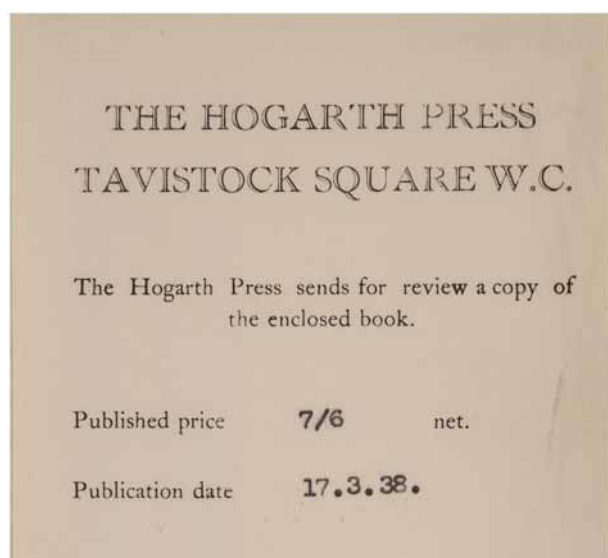 THE HOGARTH PRESS
TAVISTOCK SQUARE W.C.
The Hogarth Press sends for review a copy of
the enclosed book.
Published price 7/6 net.
Publication date 17.3.38.